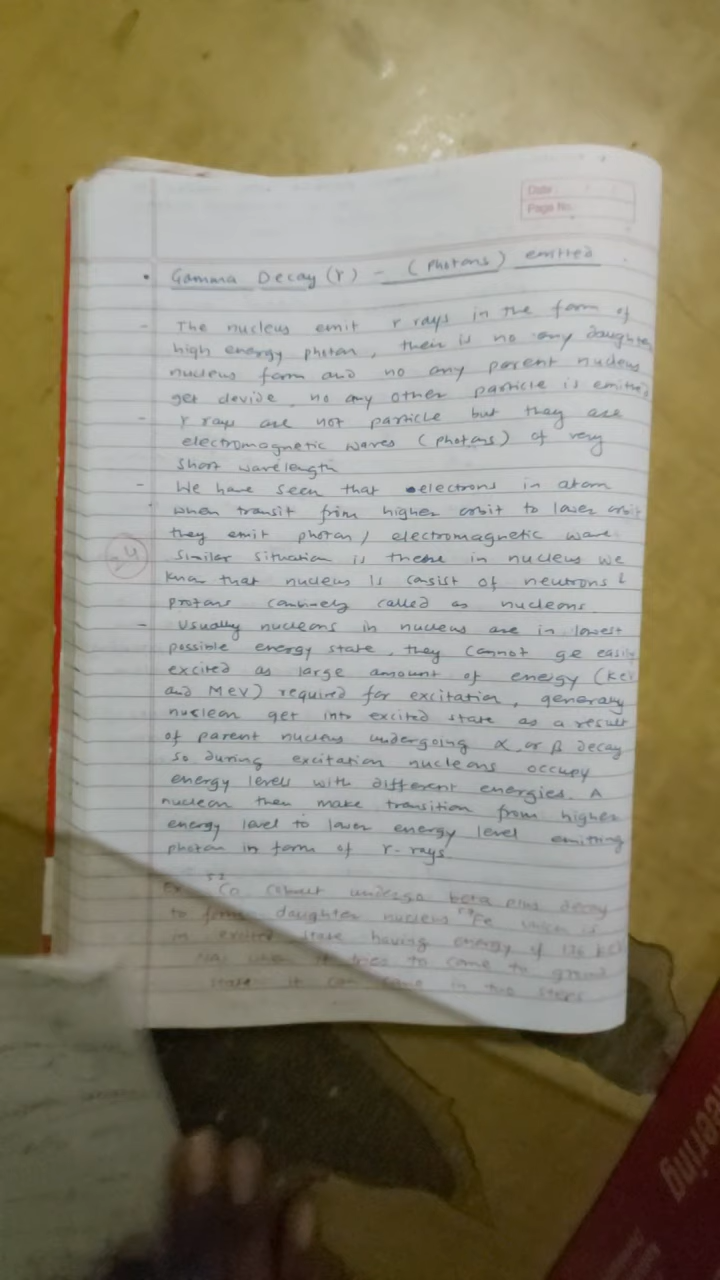 Date :
Page No.
• Gamma Decay (r) - (photons) emitted
- The nucleus emit r rays in the form of
high energy photon, their is no any daughter
nucleus form and no any parent nucleus
get devide, no any other particle is emitted
- r rays are not particle but they are
electromagnetic waves (photons) of very
short wavelength
- We have seen that electrons in atom
when transit from higher orbit to lower orbit
they emit photon / electromagnetic wave
similar situation is there in nucleus we
know that nucleus is consist of neutrons &
protons called as nucleons.
- Usually nucleons in nucleus are in lowest
possible energy state, they cannot ge easily
excited as large amount of energy (KeV
and MeV) required for excitation, generaly
nucleon get into excited state as a result
of parent nucleus undergoing α or β decay
so during excitation nucleons occupy
energy levels with different energies. A
nucleon then make transition from higher
energy level to lower energy level emitting
photon in form of r-rays.
Co undergo beta plus decay
to form daughter nucleus Fe which is
in excited state having energy of 136 KeV
when it tries to come to ground
state it can come in two steps
eering